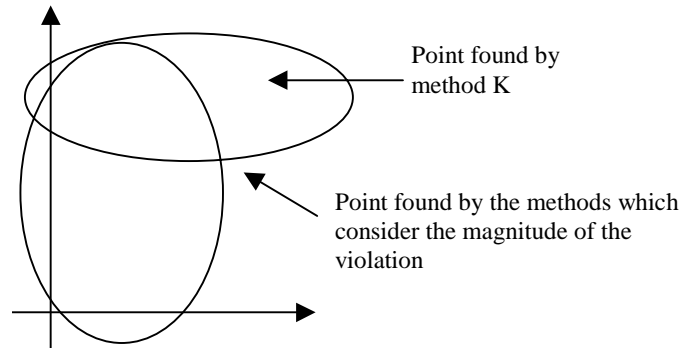 Point found by
method K
Point found by the methods which
consider the magnitude of the
violation